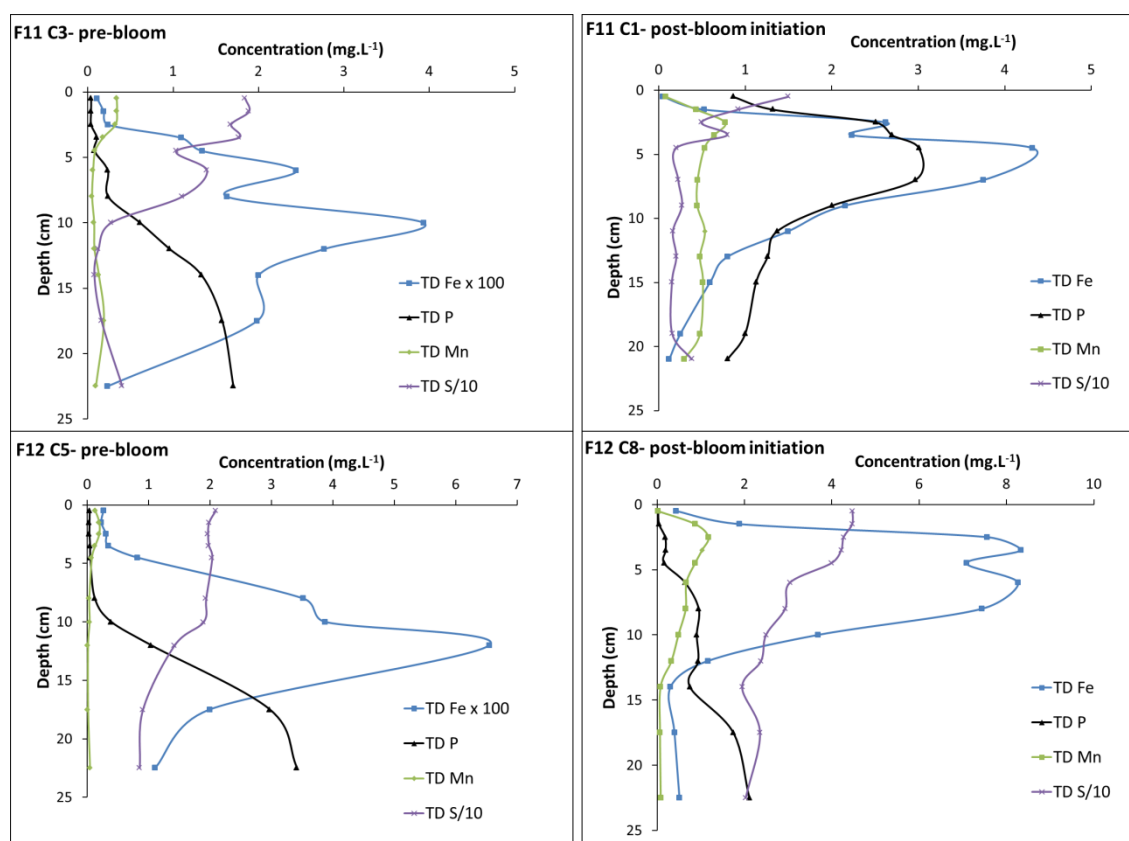 F11 C3- pre-bloom
Concentration (mg.L-1)
0 1 2 3 4 5
0
5
10
15
20
25
Depth (cm)
TD Fe x 100
TD P
TD Mn
TD S/10
F11 C1- post-bloom initiation
Concentration (mg.L-1)
0 1 2 3 4 5
0
5
10
15
20
25
Depth (cm)
TD Fe
TD P
TD Mn
TD S/10
F12 C5- pre-bloom
Concentration (mg.L-1)
0 1 2 3 4 5 6 7
0
5
10
15
20
25
Depth (cm)
TD Fe x 100
TD P
TD Mn
TD S/10
F12 C8- post-bloom initiation
Concentration (mg.L-1)
0 2 4 6 8 10
0
5
10
15
20
25
Depth (cm)
TD Fe
TD P
TD Mn
TD S/10